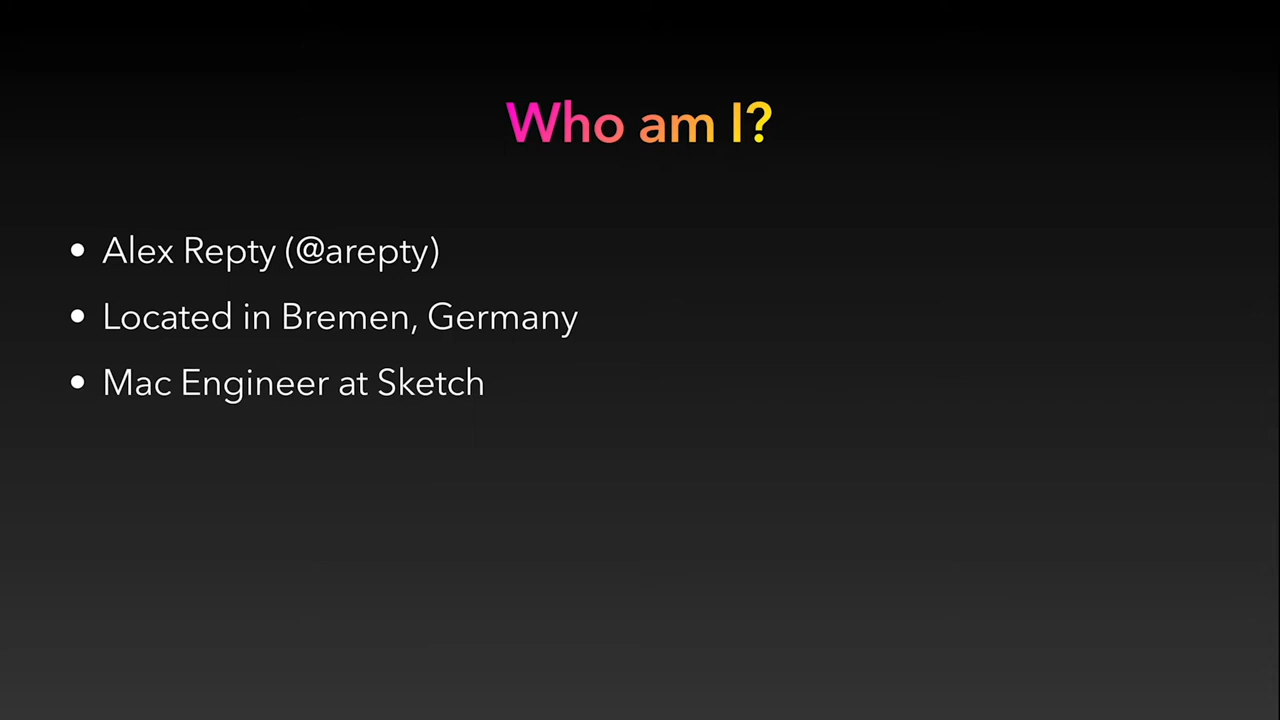 Who am I?
• Alex Repty (@arepty)
• Located in Bremen, Germany
• Mac Engineer at Sketch